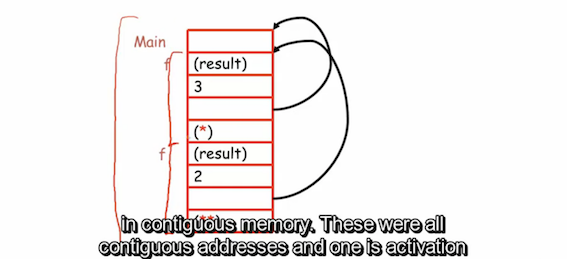 Main
f (result)
3
(*)
f (result)
2
(**)
in contiguous memory. These were all
contiguous addresses and one is activation